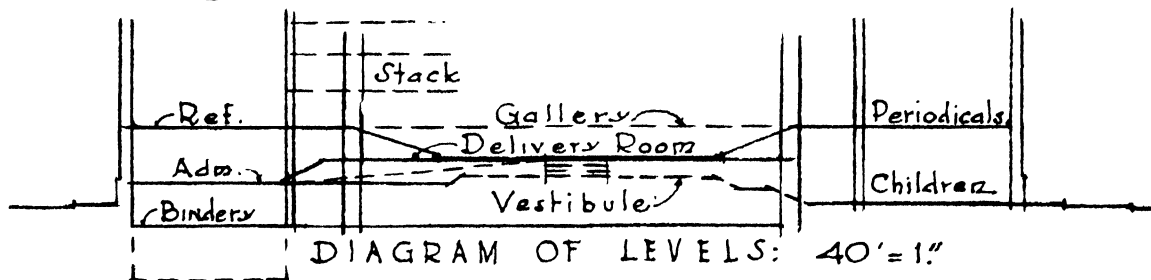 Stack
Ref.
Gallery
Periodicals
Delivery Room
Adm.
Children
Vestibule
Bindery
DIAGRAM OF LEVELS: 40'=1."